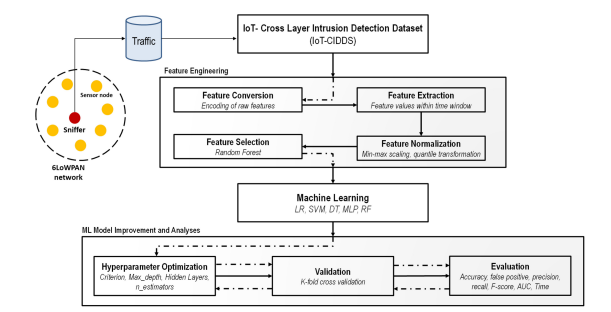 IoT- Cross Layer Intrusion Detection Dataset
(IoT-CIDDS)
Traffic
Sensor node
Sniffer
6LoWPAN
network
Feature Engineering
Feature Conversion
Encoding of raw features
Feature Extraction
Feature values within time window
Feature Selection
Random Forest
Feature Normalization
Min-max scaling, quantile transformation
Machine Learning
LR, SVM, DT, MLP, RF
ML Model Improvement and Analyses
Hyperparameter Optimization
Criterion, Max_depth, Hidden Layers,
n_estimators
Validation
K-fold cross validation
Evaluation
Accuracy, false positive, precision,
recall, F-score, AUC, Time